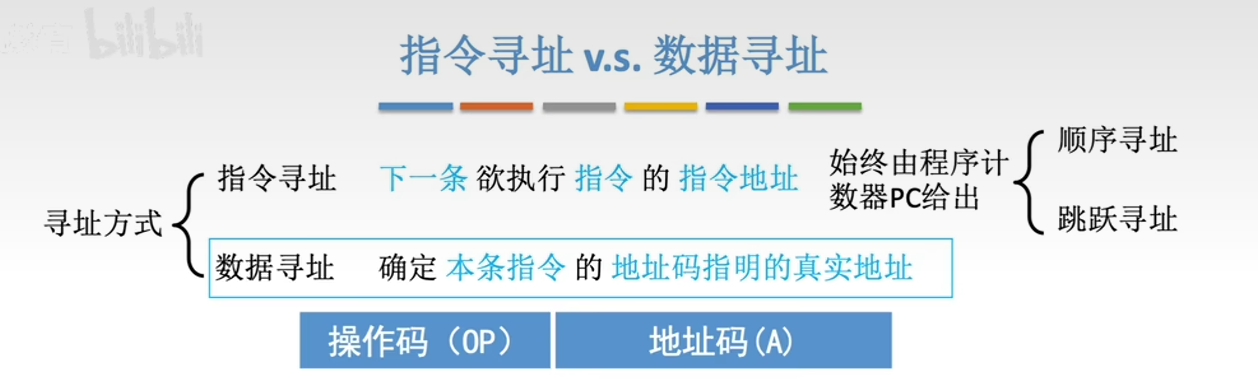 bilibili
指令寻址 v.s. 数据寻址
寻址方式
指令寻址 下一条 欲执行 指令 的 指令地址
始终由程序计
数器PC给出
顺序寻址
跳跃寻址
数据寻址 确定 本条指令 的 地址码指明的真实地址
操作码（OP） 地址码(A)